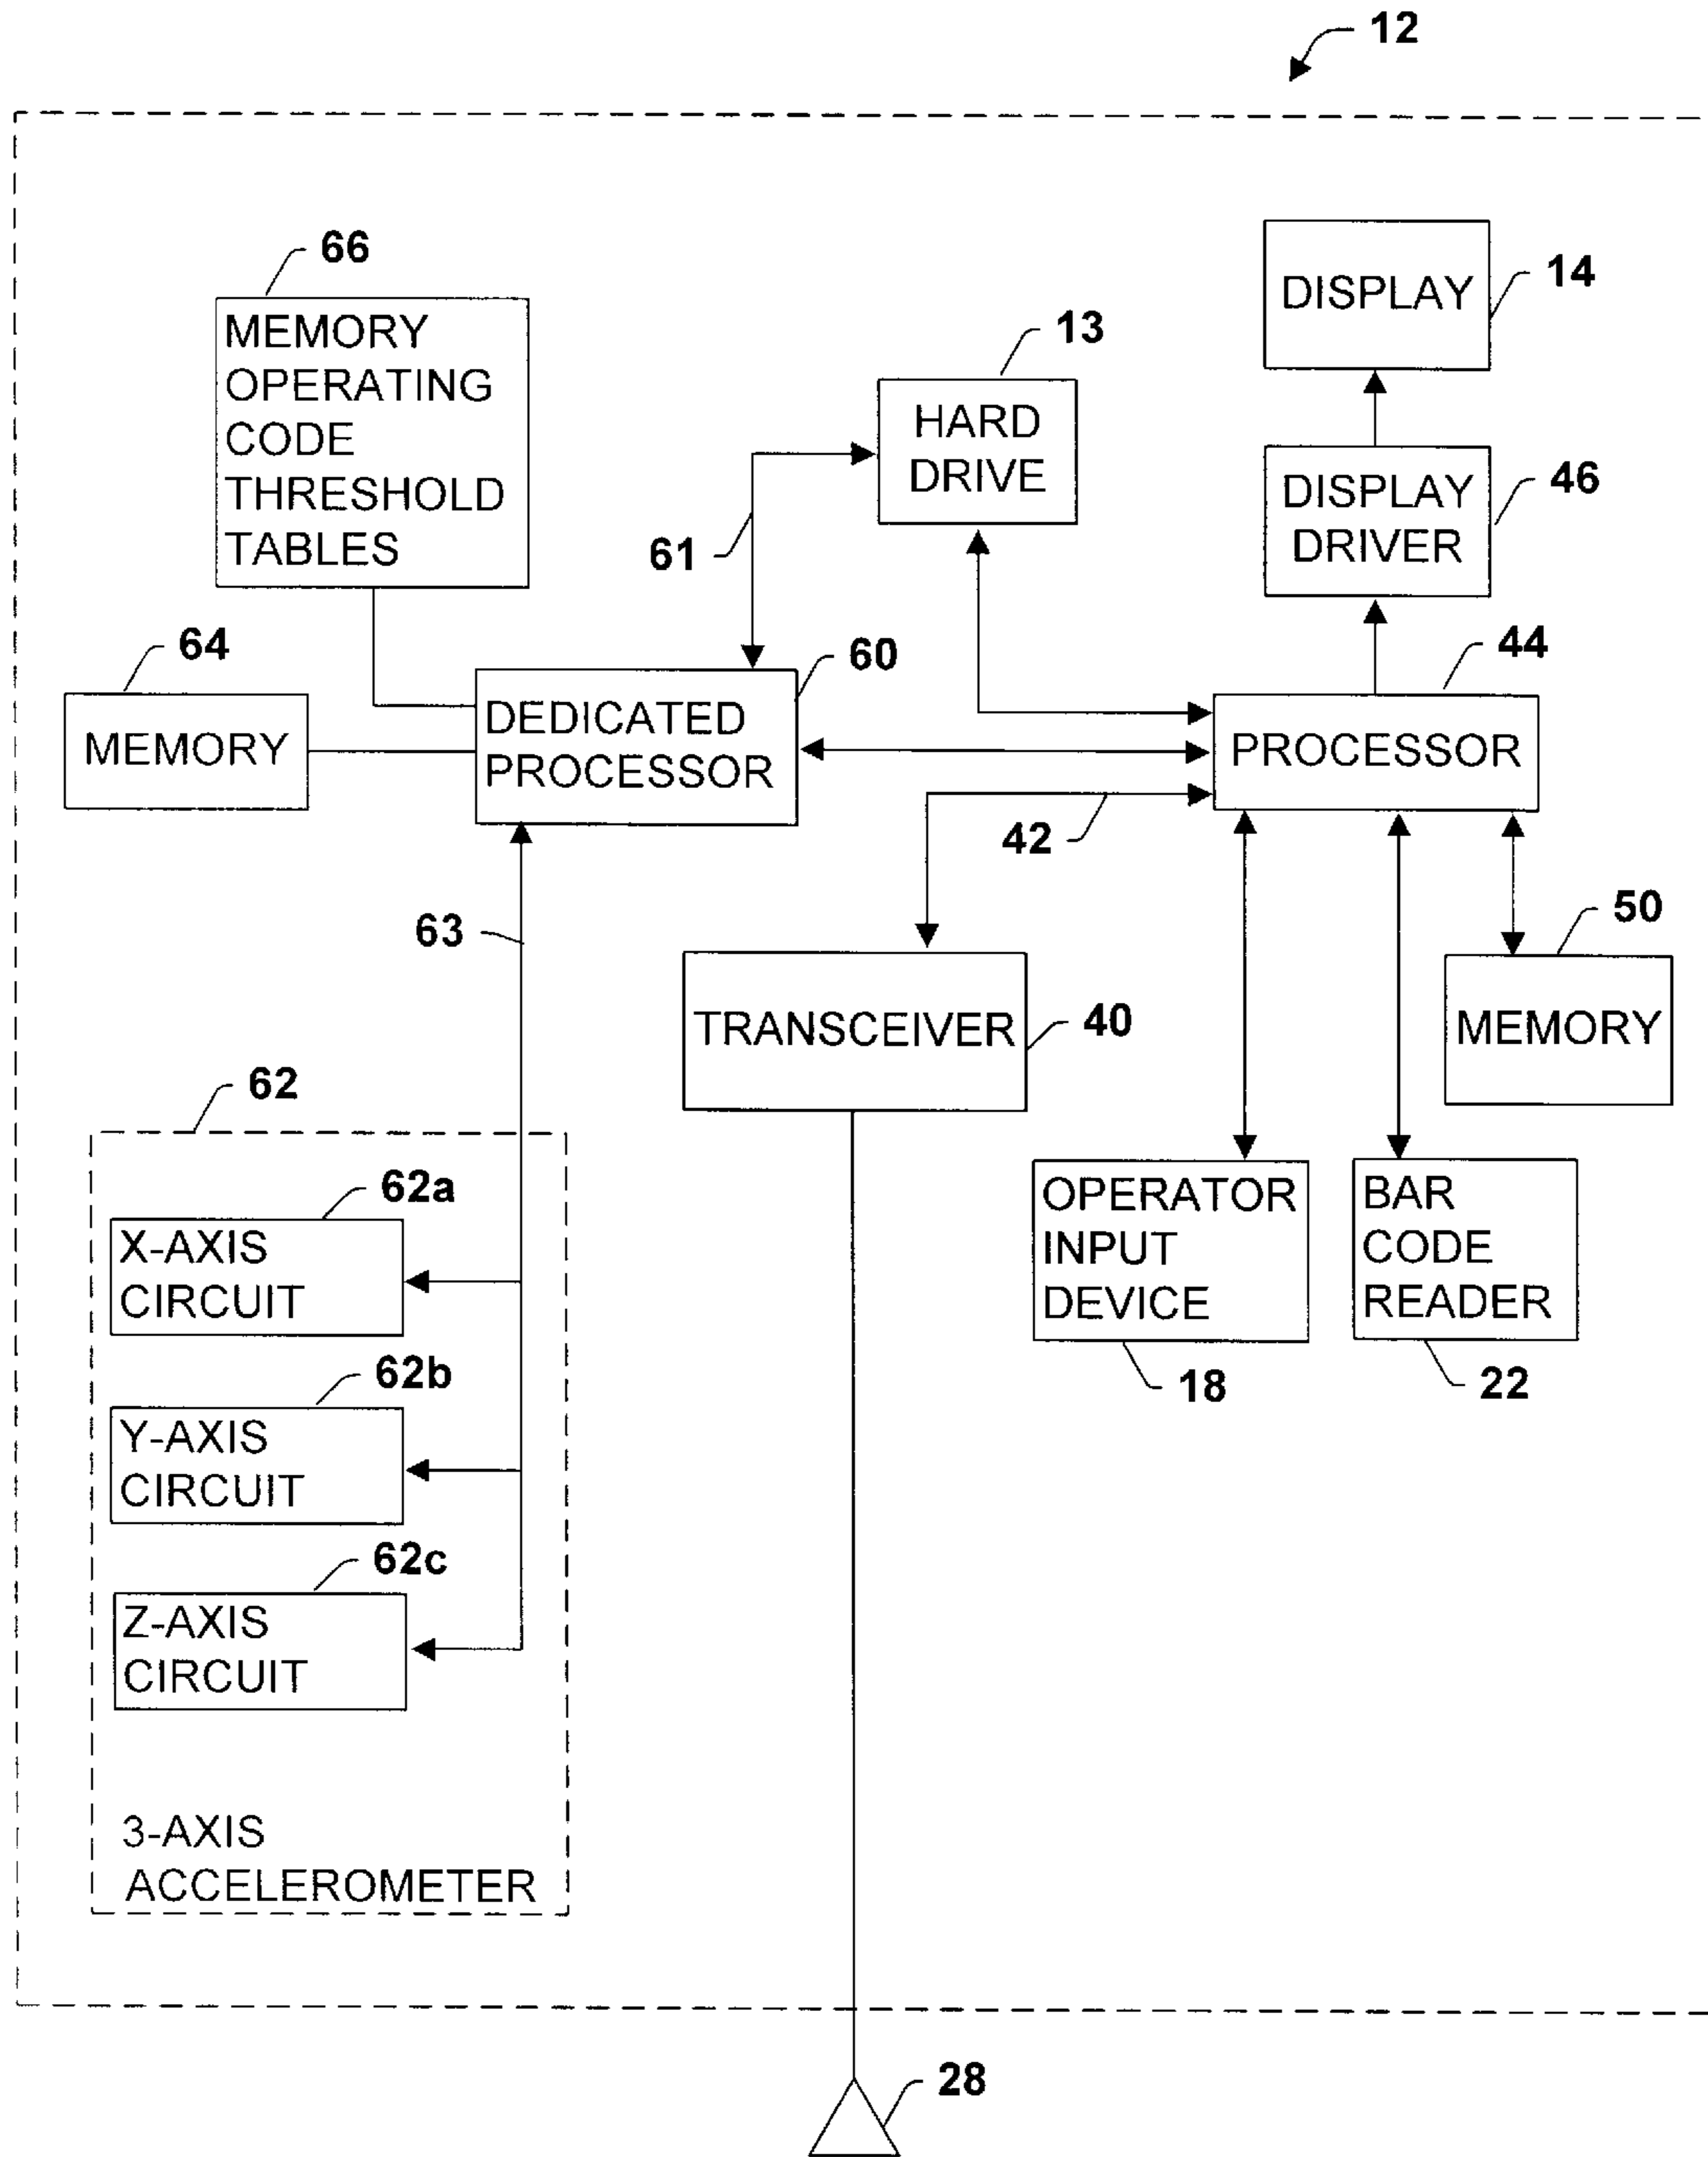 12
66
MEMORY
OPERATING
CODE
THRESHOLD
TABLES
13
HARD
DRIVE
DISPLAY
14
DISPLAY
DRIVER
46
61
64
MEMORY
60
DEDICATED
PROCESSOR
44
PROCESSOR
42
63
50
MEMORY
TRANSCEIVER
40
62
62a
X-AXIS
CIRCUIT
62b
Y-AXIS
CIRCUIT
62c
Z-AXIS
CIRCUIT
3-AXIS
ACCELEROMETER
OPERATOR
INPUT
DEVICE
18
BAR
CODE
READER
22
28